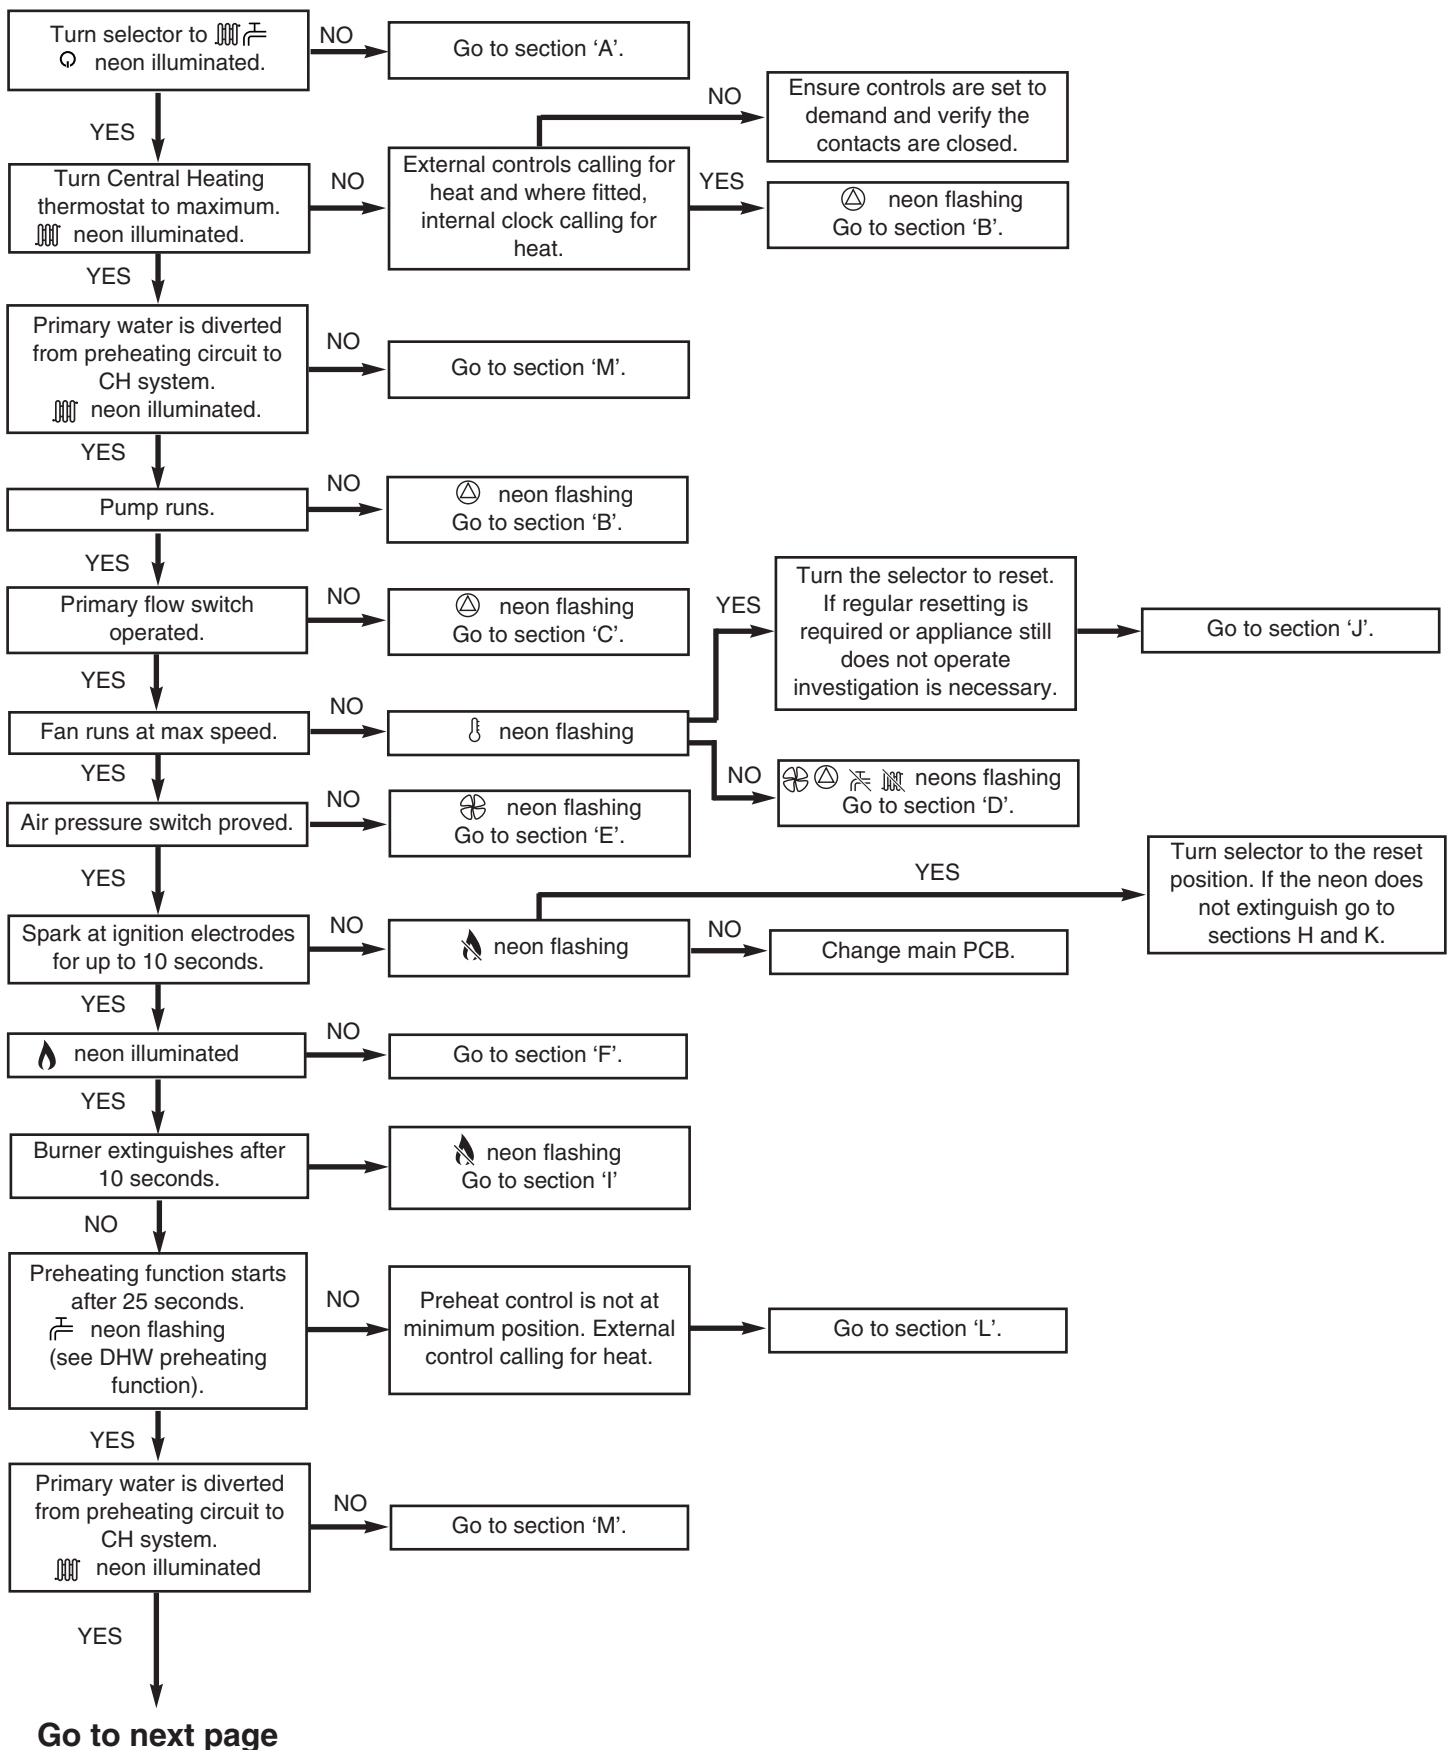 Turn selector to
neon illuminated.
NO
Go to section ‘A’.
YES
Turn Central Heating
thermostat to maximum.
neon illuminated.
NO
External controls calling for
heat and where fitted,
internal clock calling for
heat.
NO
Ensure controls are set to
demand and verify the
contacts are closed.
YES
neon flashing
Go to section ‘B’.
YES
Primary water is diverted
from preheating circuit to
CH system.
neon illuminated.
NO
Go to section ‘M’.
YES
Pump runs.
NO
neon flashing
Go to section ‘B’.
YES
Primary flow switch
operated.
NO
neon flashing
Go to section ‘C’.
YES
Fan runs at max speed.
NO
neon flashing
YES
Turn the selector to reset.
If regular resetting is
required or appliance still
does not operate
investigation is necessary.
Go to section ‘J’.
NO
neons flashing
Go to section ‘D’.
YES
Air pressure switch proved.
NO
neon flashing
Go to section ‘E’.
YES
Spark at ignition electrodes
for up to 10 seconds.
NO
neon flashing
YES
Turn selector to the reset
position. If the neon does
not extinguish go to
sections H and K.
NO
Change main PCB.
YES
neon illuminated
NO
Go to section ‘F’.
YES
Burner extinguishes after
10 seconds.
neon flashing
Go to section ‘I’
NO
Preheating function starts
after 25 seconds.
neon flashing
(see DHW preheating
function).
NO
Preheat control is not at
minimum position. External
control calling for heat.
Go to section ‘L’.
YES
Primary water is diverted
from preheating circuit to
CH system.
neon illuminated
NO
Go to section ‘M’.
YES
Go to next page